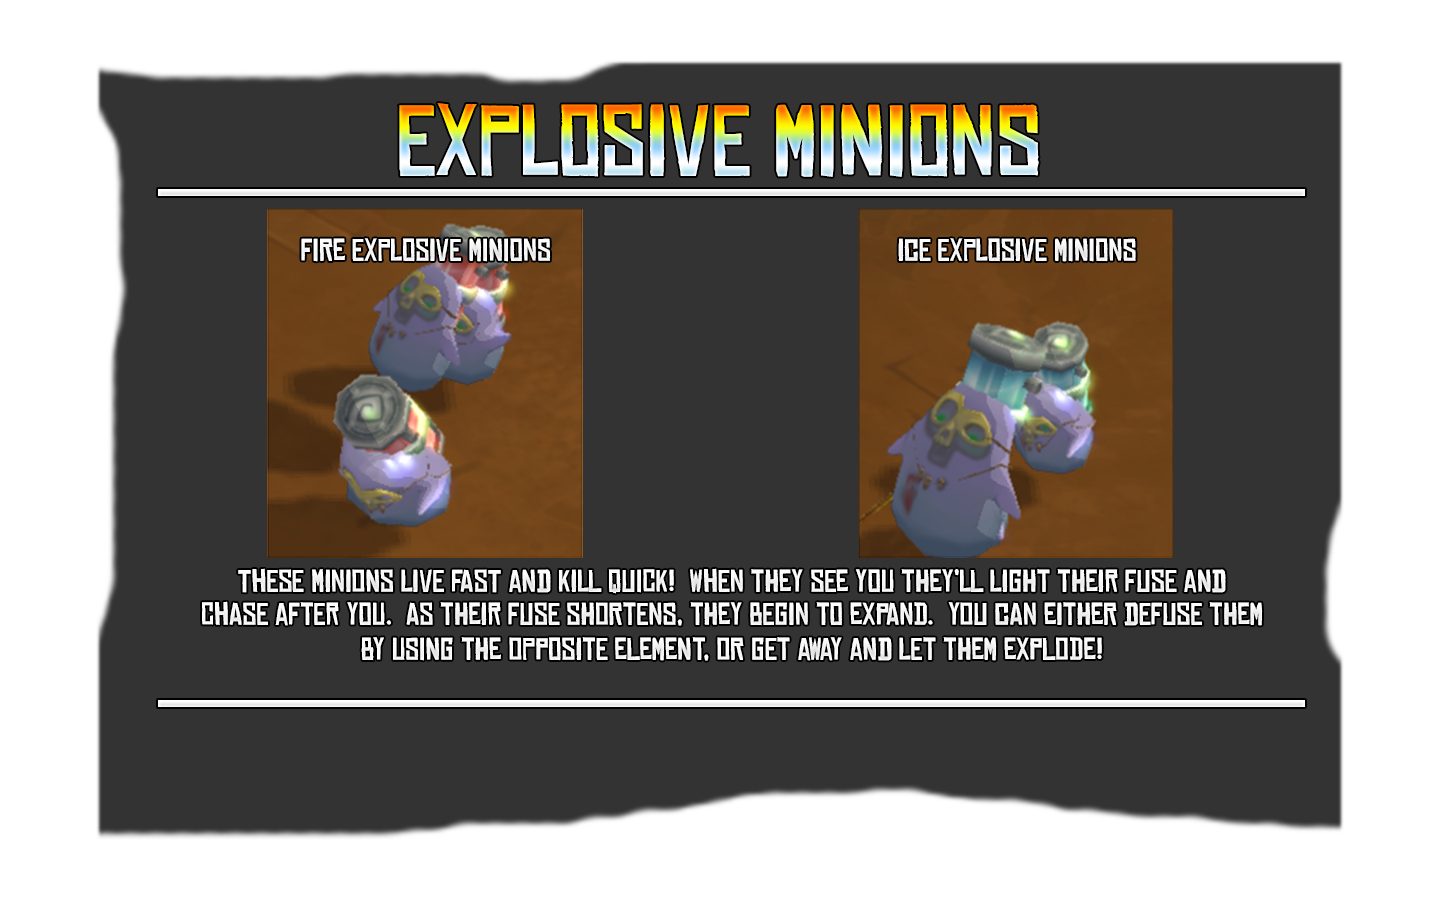 EXPLOSIVE MINIONS
FIRE EXPLOSIVE MINIONS
ICE EXPLOSIVE MINIONS
THESE MINIONS LIVE FAST AND KILL QUICK! WHEN THEY SEE YOU THEY'LL LIGHT THEIR FUSE AND
CHASE AFTER YOU. AS THEIR FUSE SHORTENS, THEY BEGIN TO EXPAND. YOU CAN EITHER DEFUSE THEM
BY USING THE OPPOSITE ELEMENT, OR GET AWAY AND LET THEM EXPLODE!